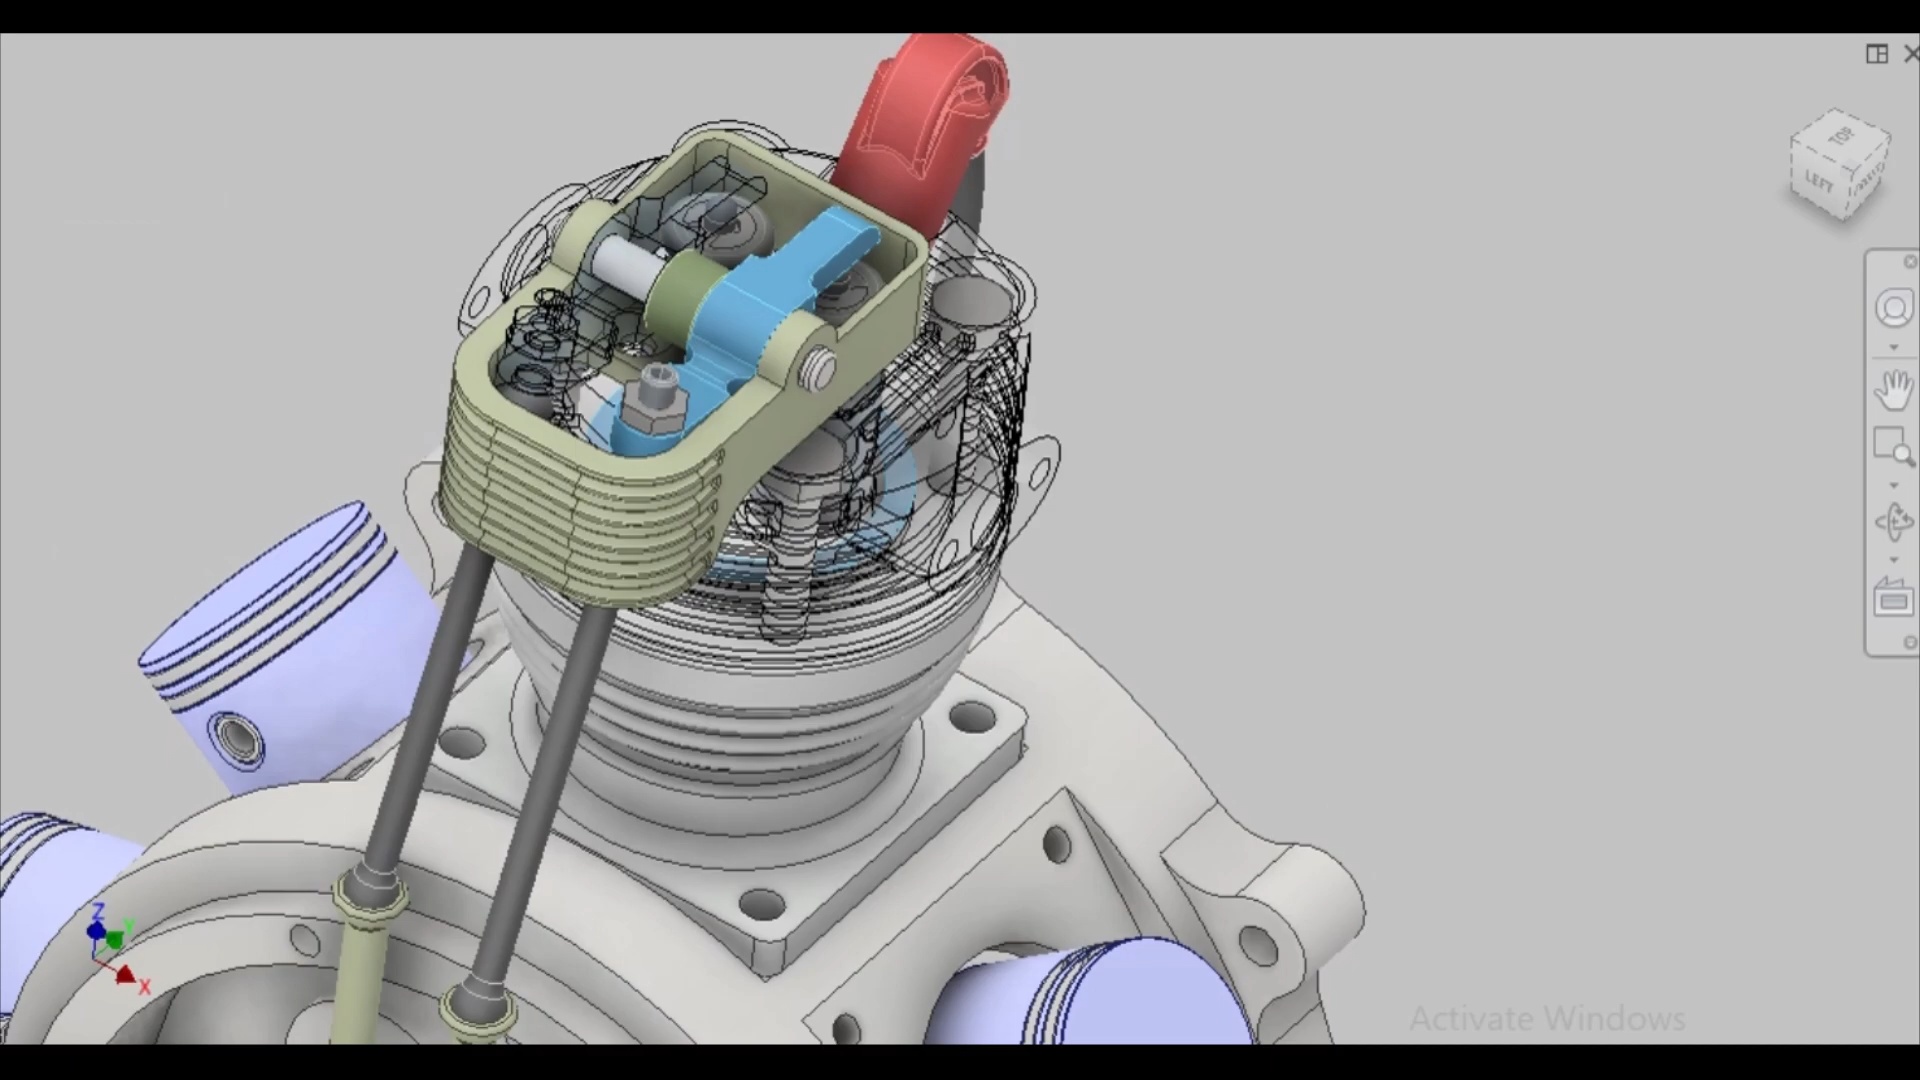 TOP
LEFT
Z
Y
X
Activate Windows